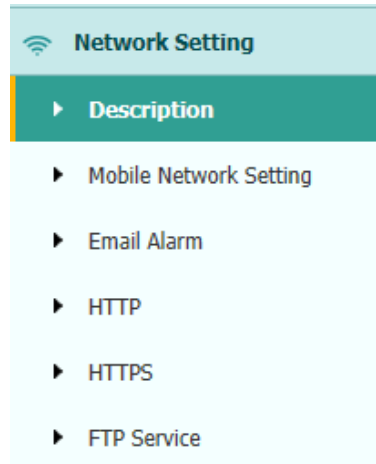 Network Setting
Description
Mobile Network Setting
Email Alarm
HTTP
HTTPS
FTP Service